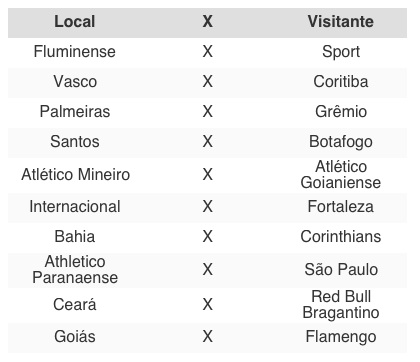 Local X Visitante
Fluminense X Sport
Vasco X Coritiba
Palmeiras X Grêmio
Santos X Botafogo
Atlético Mineiro X Atlético
Goianiense
Internacional X Fortaleza
Bahia X Corinthians
Athletico
Paranaense X São Paulo
Ceará X Red Bull
Bragantino
Goiás X Flamengo